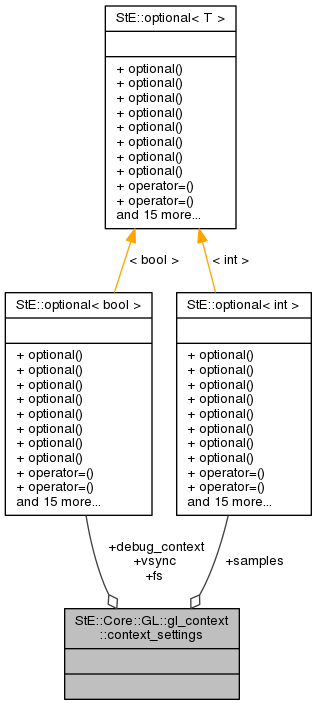 StE::optional< T >
+ optional()
+ optional()
+ optional()
+ optional()
+ optional()
+ optional()
+ optional()
+ optional()
+ operator=()
+ operator=()
and 15 more...
< bool >
< int >
StE::optional< bool >
+ optional()
+ optional()
+ optional()
+ optional()
+ optional()
+ optional()
+ optional()
+ optional()
+ operator=()
+ operator=()
and 15 more...
StE::optional< int >
+ optional()
+ optional()
+ optional()
+ optional()
+ optional()
+ optional()
+ optional()
+ optional()
+ operator=()
+ operator=()
and 15 more...
+debug_context
+vsync
+fs
+samples
StE::Core::GL::gl_context
::context_settings